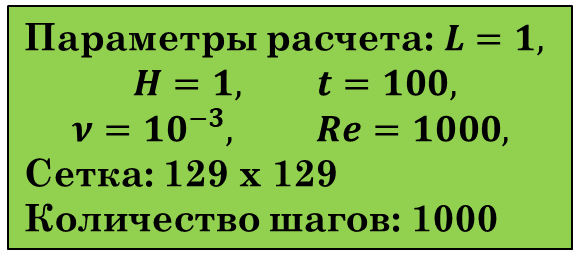 Параметры расчета: L = 1,
H = 1, t = 100,
ν = 10⁻³, Re = 1000,
Сетка: 129 x 129
Количество шагов: 1000